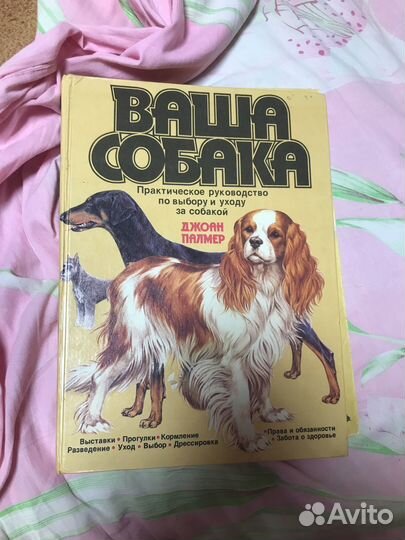 ВАША
СОБАКА
Практическое руководство
по выбору и уходу
за собакой
ДЖОАН
ПАЛМЕР
Выставки • Прогулки • Кормление
Разведение • Уход • Выбор • Дрессировка
• Права и обязанности
• Забота о здоровье
Avito